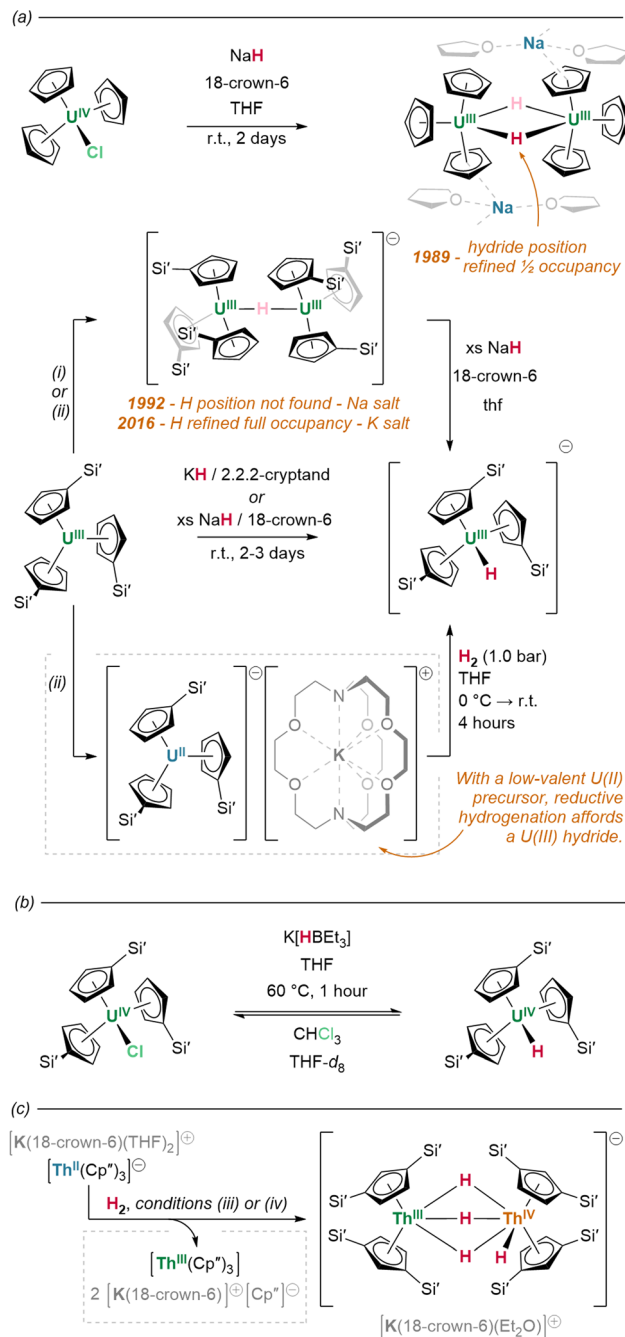 (a)
NaH
18-crown-6
THF
r.t., 2 days
U^IV
Cl
O
Na
O
U^III
H
H
U^III
O
Na
O
1989 - hydride position
refined ½ occupancy
Si′
Si′
Si′
U^III
H
U^III
Si′
Si′
Si′
⊖
1992 - H position not found - Na salt
2016 - H refined full occupancy - K salt
(i)
or
(ii)
xs NaH
18-crown-6
thf
Si′
U^III
Si′
Si′
KH / 2.2.2-cryptand
or
xs NaH / 18-crown-6
r.t., 2-3 days
⊖
Si′
U^III
H
Si′
Si′
(ii)
⊖
Si′
U^II
Si′
Si′
⊕
N
O
O
O
O
K
O
O
N
H₂ (1.0 bar)
THF
0 °C → r.t.
4 hours
With a low-valent U(II)
precursor, reductive
hydrogenation affords
a U(III) hydride.
(b)
Si′
U^IV
Cl
Si′
Si′
K[HBEt₃]
THF
60 °C, 1 hour
CHCl₃
THF-d₈
Si′
U^IV
H
Si′
Si′
(c)
[K(18-crown-6)(THF)₂]⊕
[Th^II(Cp″)₃]⊖
H₂, conditions (iii) or (iv)
[Th^III(Cp″)₃]
2 [K(18-crown-6)]⊕[Cp″]⊖
⊖
Si′
Si′
Si′
Si′
H
Th^III
H
Th^IV
H
H
Si′
Si′
Si′
Si′
[K(18-crown-6)(Et₂O)]⊕